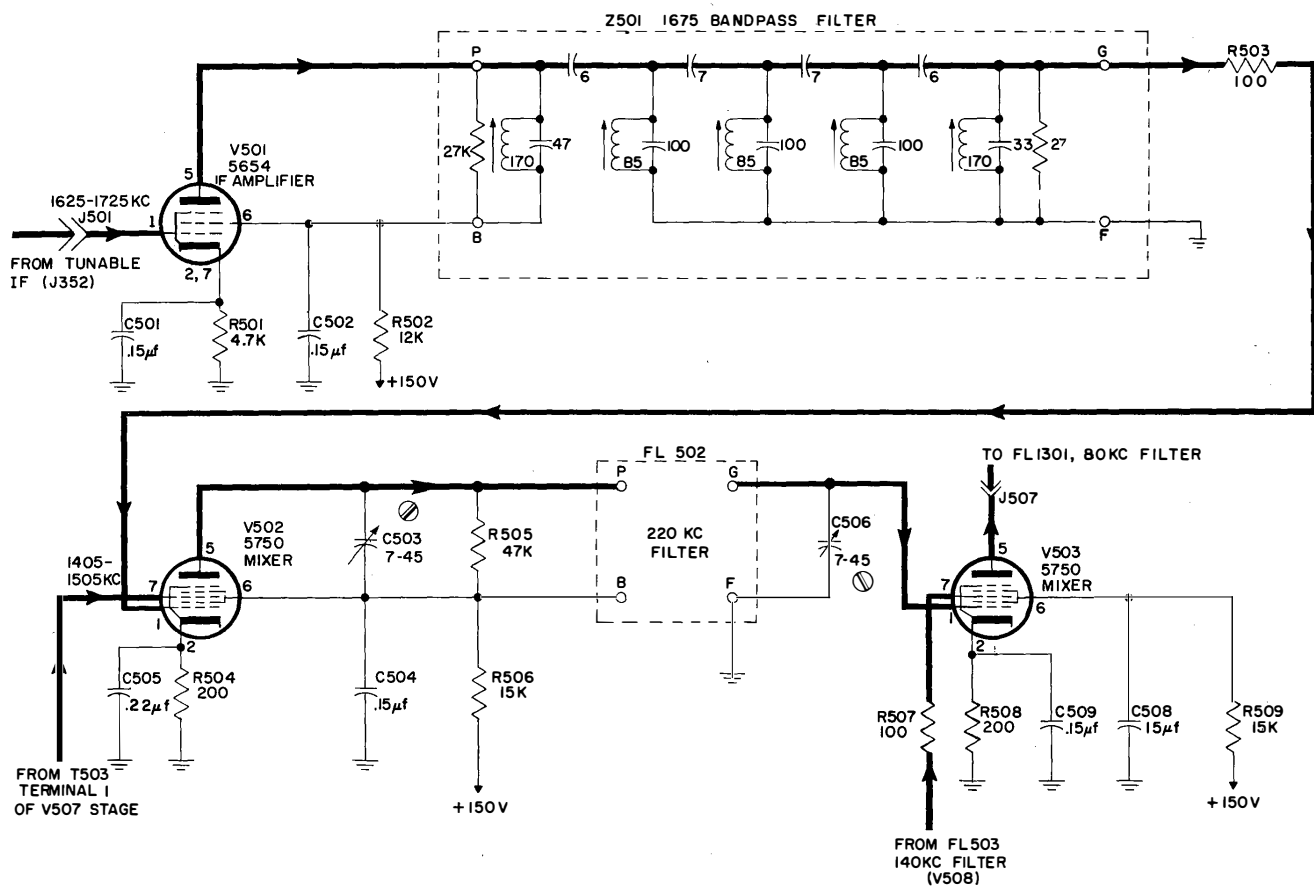 Z501 1675 BANDPASS FILTER
P
6
7
7
6
G
R503
100
27K
170
47
85
100
85
100
85
100
170
33
27
V501
5654
IF AMPLIFIER
5
1
6
2, 7
1625-1725KC
J501
FROM TUNABLE
IF (J352)
B
F
C501
.15µf
R501
4.7K
C502
.15µf
R502
12K
+150V
TO FL1301, 80KC FILTER
J507
FL 502
P
G
220 KC
FILTER
B
F
V502
5750
MIXER
5
7
1
6
2
1405-
1505KC
C503
7-45
R505
47K
C506
7-45
V503
5750
MIXER
5
7
1
6
2
C505
.22µf
R504
200
C504
.15µf
R506
15K
+150V
R507
100
R508
200
C509
.15µf
C508
.15µf
R509
15K
+150V
FROM T503
TERMINAL 1
OF V507 STAGE
FROM FL503
140KC FILTER
(V508)